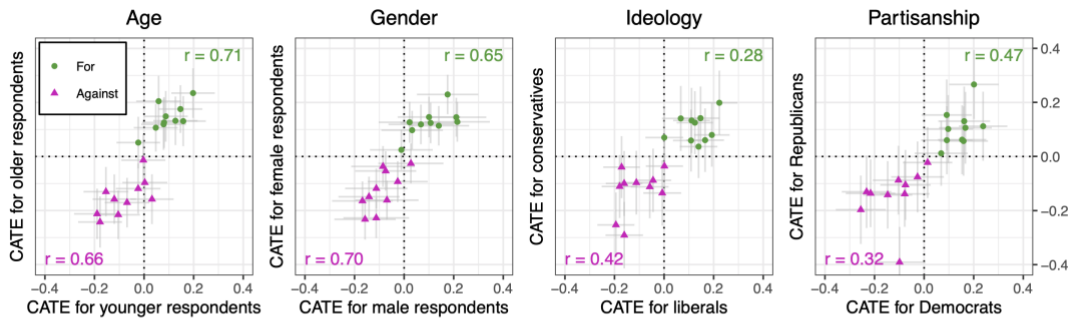 Age
Gender
Ideology
Partisanship
CATE for older respondents
For
Against
r = 0.71
r = 0.66
−0.4 −0.2 0.0 0.2 0.4
CATE for younger respondents
CATE for female respondents
r = 0.65
r = 0.70
−0.4 −0.2 0.0 0.2 0.4
CATE for male respondents
CATE for conservatives
r = 0.28
r = 0.42
−0.4 −0.2 0.0 0.2 0.4
CATE for liberals
CATE for Republicans
r = 0.47
r = 0.32
0.4
0.2
0.0
−0.2
−0.4
−0.4 −0.2 0.0 0.2 0.4
CATE for Democrats